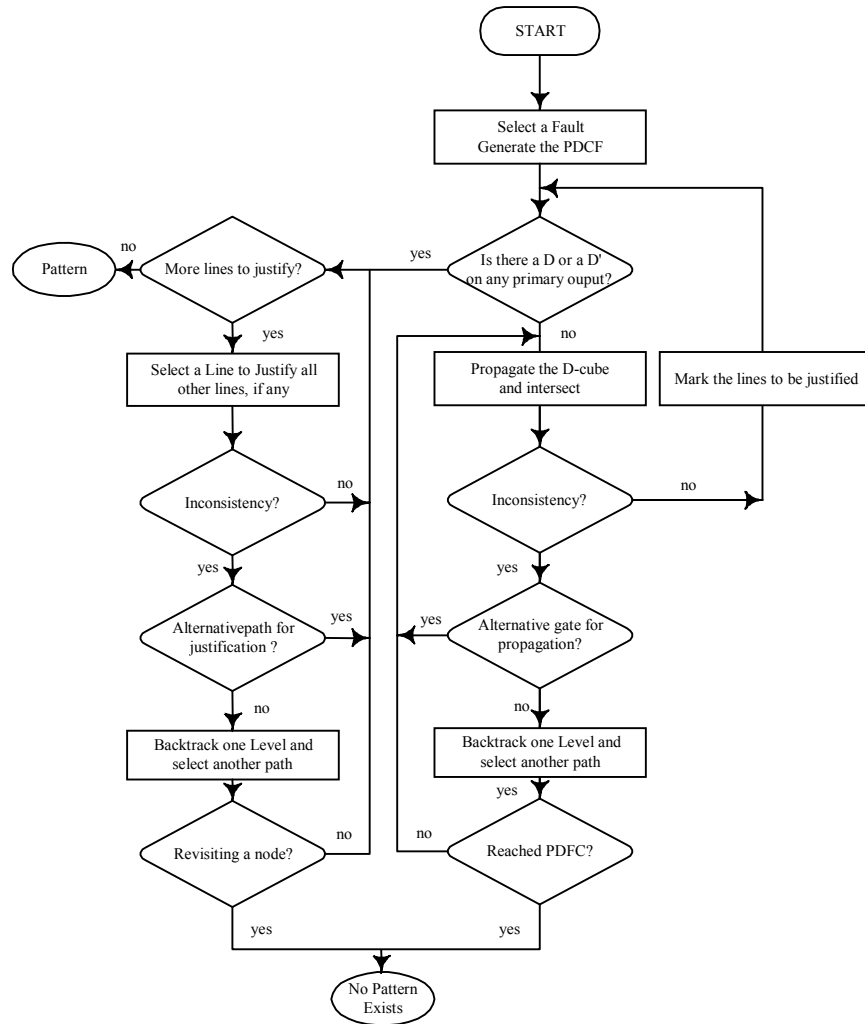 START
Select a Fault
Generate the PDCF
Is there a D or a D'
on any primary ouput?
yes
More lines to justify?
no
Pattern
yes
no
Select a Line to Justify all
other lines, if any
Propagate the D-cube
and intersect
Mark the lines to be justified
Inconsistency?
no
Inconsistency?
no
yes
yes
Alternativepath for
justification ?
yes
yes
Alternative gate for
propagation?
no
no
Backtrack one Level and
select another path
Backtrack one Level and
select another path
yes
Revisiting a node?
no
no
Reached PDFC?
yes
yes
No Pattern
Exists